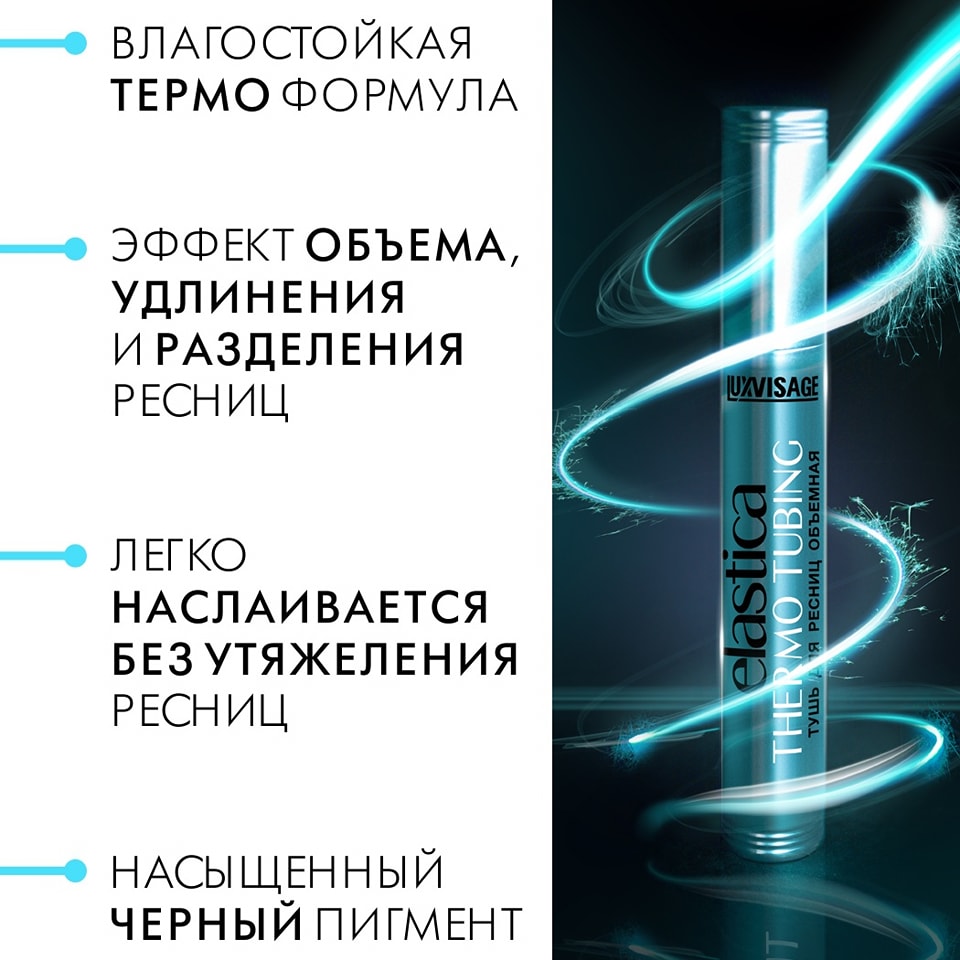 ВЛАГОСТОЙКАЯ
ТЕРМО ФОРМУЛА
ЭФФЕКТ ОБЪЕМА,
УДЛИНЕНИЯ
И РАЗДЕЛЕНИЯ
РЕСНИЦ
ЛЕГКО
НАСЛАИВАЕТСЯ
БЕЗ УТЯЖЕЛЕНИЯ
РЕСНИЦ
НАСЫЩЕННЫЙ
ЧЕРНЫЙ ПИГМЕНТ
LUXVISAGE
elastica
THERMO TUBING
ТУШЬ ДЛЯ РЕСНИЦ ОБЪЕМНАЯ